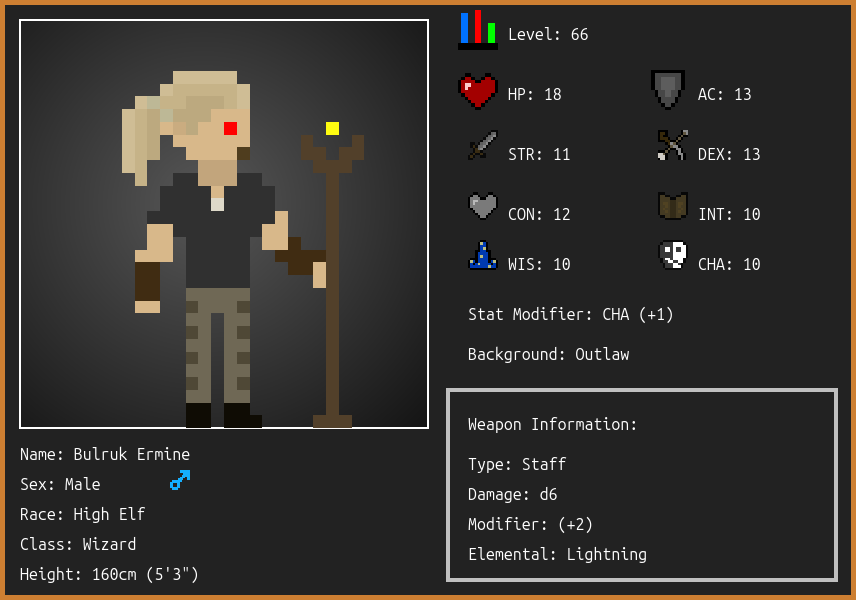 Level: 66
HP: 18
AC: 13
STR: 11
DEX: 13
CON: 12
INT: 10
WIS: 10
CHA: 10
Stat Modifier: CHA (+1)
Background: Outlaw
Weapon Information:
Type: Staff
Damage: d6
Modifier: (+2)
Elemental: Lightning
Name: Bulruk Ermine
Sex: Male
Race: High Elf
Class: Wizard
Height: 160cm (5'3")